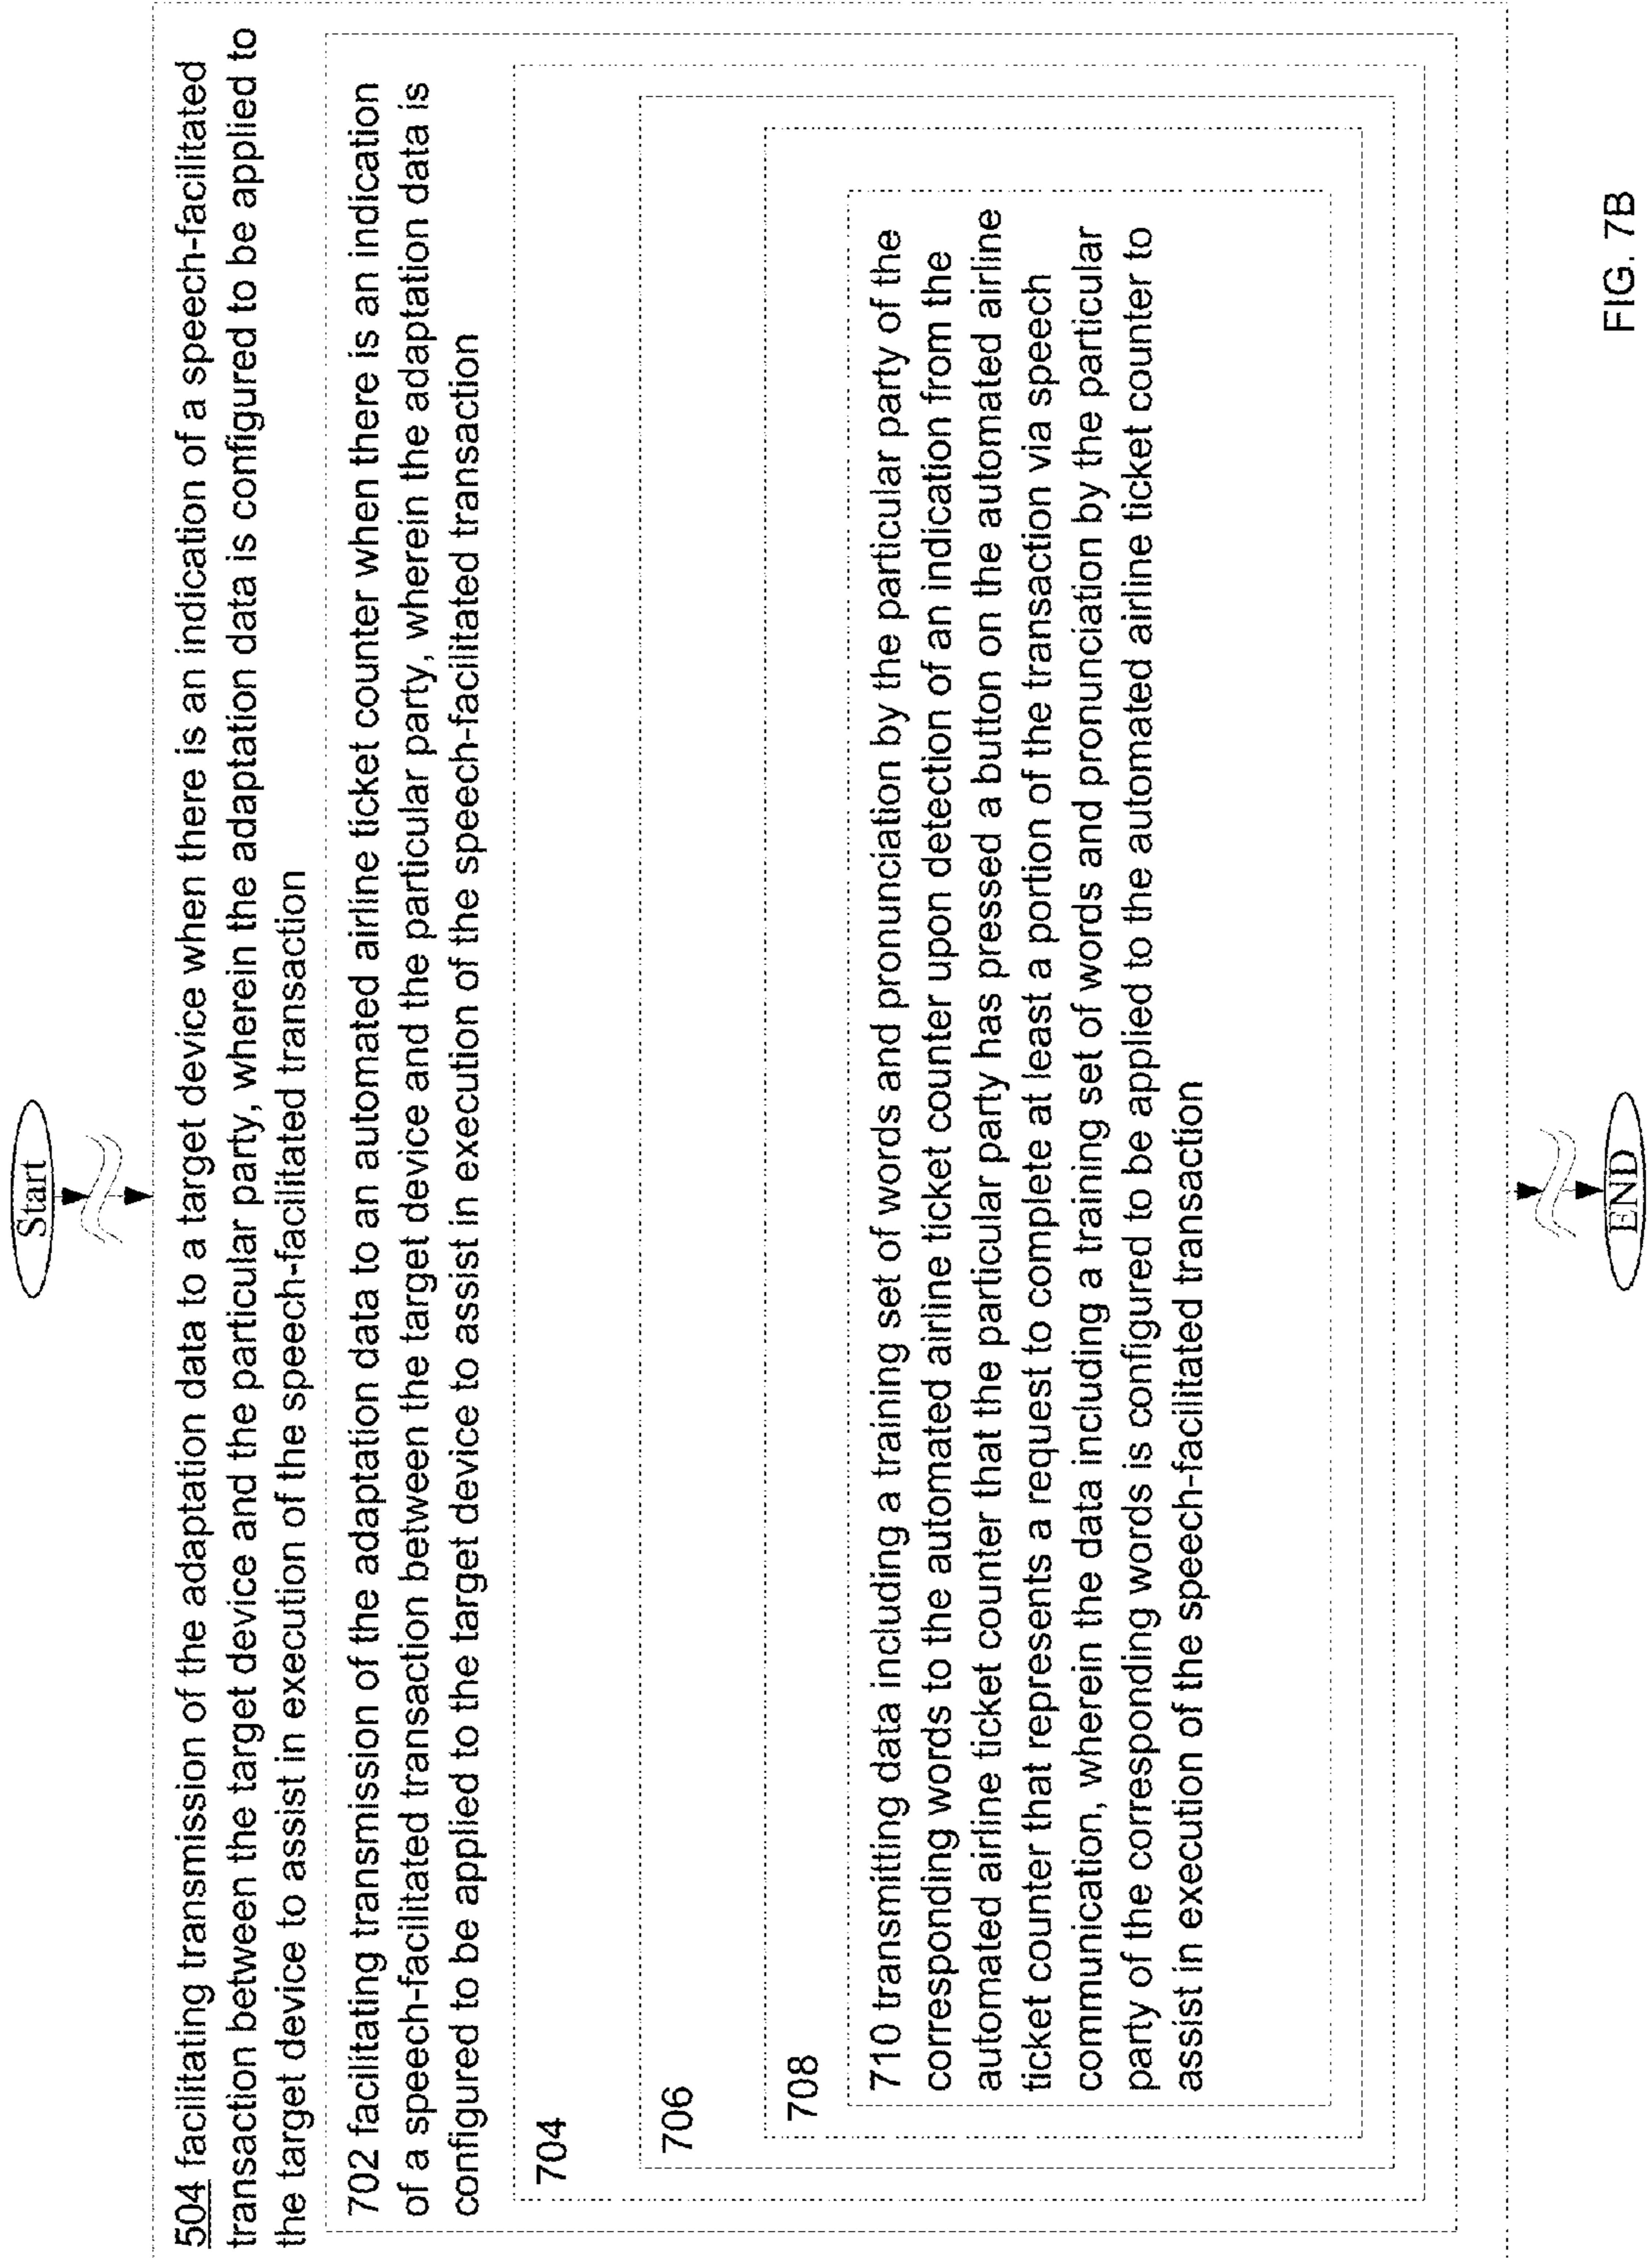 Start
504 facilitating transmission of the adaptation data to a target device when there is an indication of a speech-facilitated
transaction between the target device and the particular party, wherein the adaptation data is configured to be applied to
the target device to assist in execution of the speech-facilitated transaction
702 facilitating transmission of the adaptation data to an automated airline ticket counter when there is an indication
of a speech-facilitated transaction between the target device and the particular party, wherein the adaptation data is
configured to be applied to the target device to assist in execution of the speech-facilitated transaction
704
706
708
710 transmitting data including a training set of words and pronunciation by the particular party of the
corresponding words to the automated airline ticket counter upon detection of an indication from the
automated airline ticket counter that the particular party has pressed a button on the automated airline
ticket counter that represents a request to complete at least a portion of the transaction via speech
communication, wherein the data including a training set of words and pronunciation by the particular
party of the corresponding words is configured to be applied to the automated airline ticket counter to
assist in execution of the speech-facilitated transaction
END
FIG. 7B